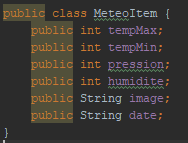 public class MeteoItem {
public int tempMax;
public int tempMin;
public int pression;
public int humidite;
public String image;
public String date;
}